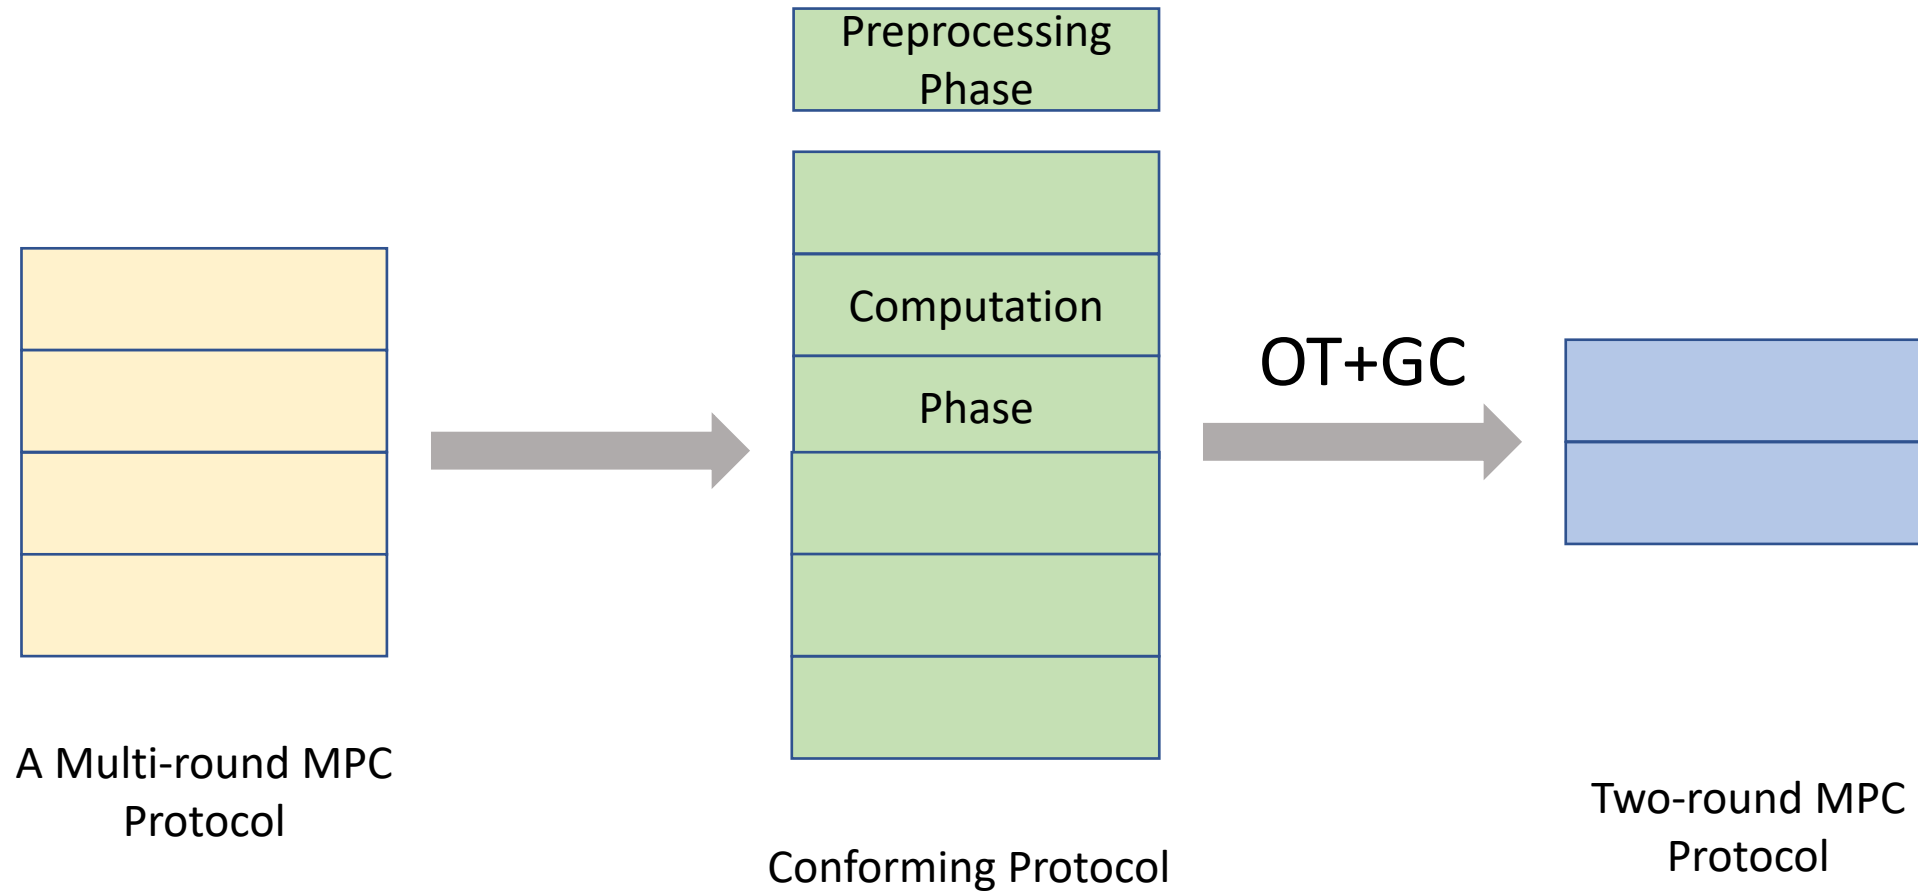 Preprocessing
Phase
Computation
Phase
OT+GC
A Multi-round MPC
Protocol
Conforming Protocol
Two-round MPC
Protocol